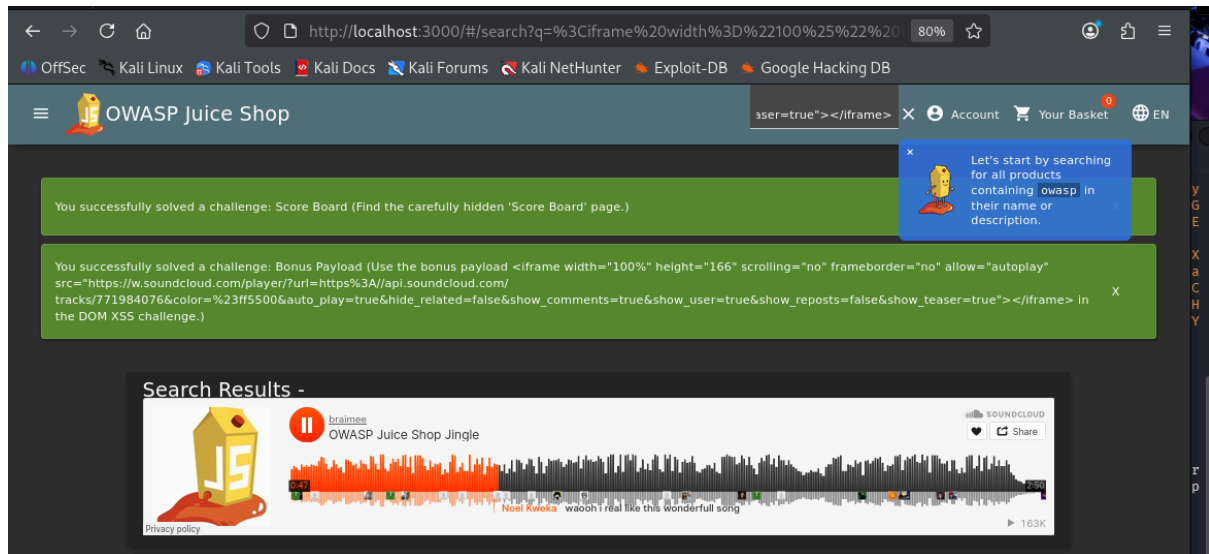 http://localhost:3000/#/search?q=%3Ciframe%20width%3D%22100%25%22%20 80%
OffSec Kali Linux Kali Tools Kali Docs Kali Forums Kali NetHunter Exploit-DB Google Hacking DB
OWASP Juice Shop aser=true"></iframe> X Account Your Basket 0 EN
x
Let's start by searching
for all products
containing owasp in
their name or
description.
You successfully solved a challenge: Score Board (Find the carefully hidden 'Score Board' page.) X
You successfully solved a challenge: Bonus Payload (Use the bonus payload <iframe width="100%" height="166" scrolling="no" frameborder="no" allow="autoplay"
src="https://w.soundcloud.com/player/?url=https%3A//api.soundcloud.com/
tracks/771984076&color=%23ff5500&auto_play=true&hide_related=false&show_comments=true&show_user=true&show_reposts=false&show_teaser=true"></iframe> in
the DOM XSS challenge.)
X
Search Results -
JS
braimee
OWASP Juice Shop Jingle
SOUNDCLOUD
Share
0:47
2:50
Noel Kweka waooh i real like this wonderfull song
Privacy policy
163K
y
G
E
X
a
C
H
Y
r
p